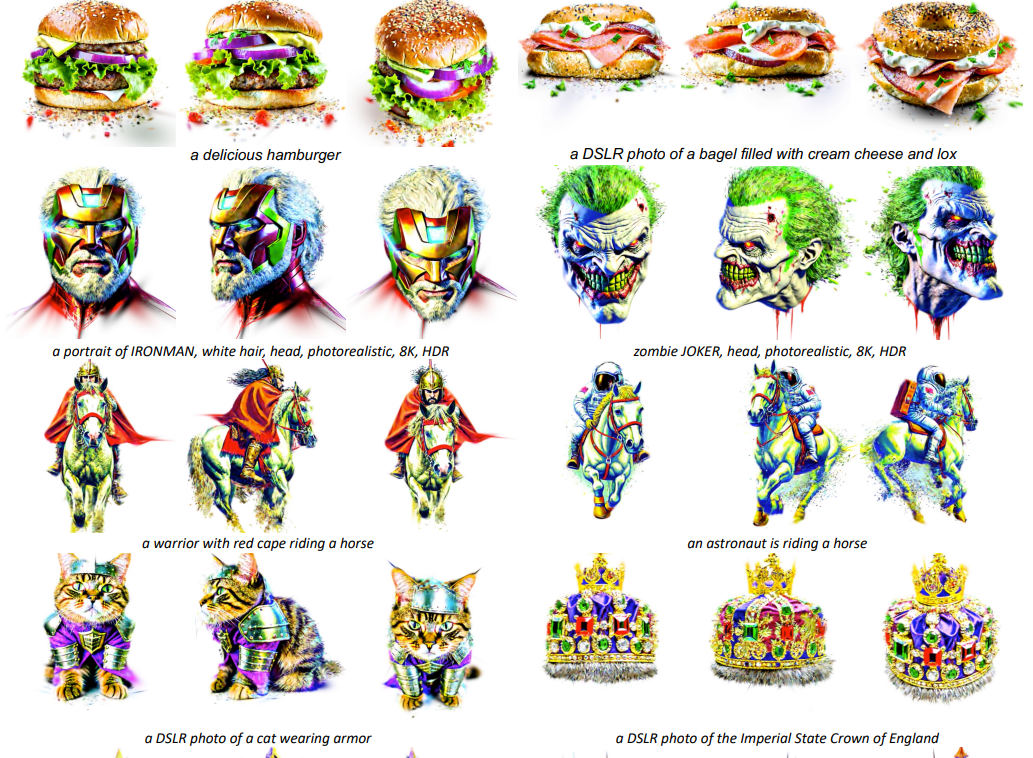 a delicious hamburger
a DSLR photo of a bagel filled with cream cheese and lox
a portrait of IRONMAN, white hair, head, photorealistic, 8K, HDR
zombie JOKER, head, photorealistic, 8K, HDR
a warrior with red cape riding a horse
an astronaut is riding a horse
a DSLR photo of a cat wearing armor
a DSLR photo of the Imperial State Crown of England